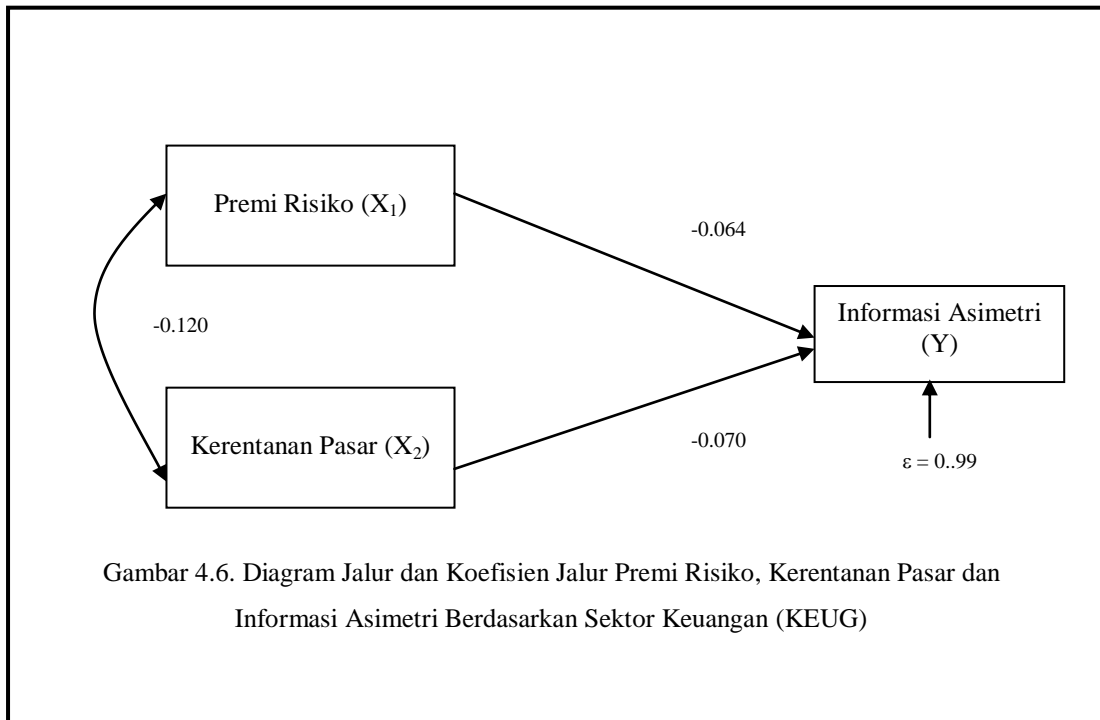 Premi Risiko (X₁)
-0.064
Informasi Asimetri
(Y)
-0.120
Kerentanan Pasar (X₂)
-0.070
ε = 0..99
Gambar 4.6. Diagram Jalur dan Koefisien Jalur Premi Risiko, Kerentanan Pasar dan
Informasi Asimetri Berdasarkan Sektor Keuangan (KEUG)